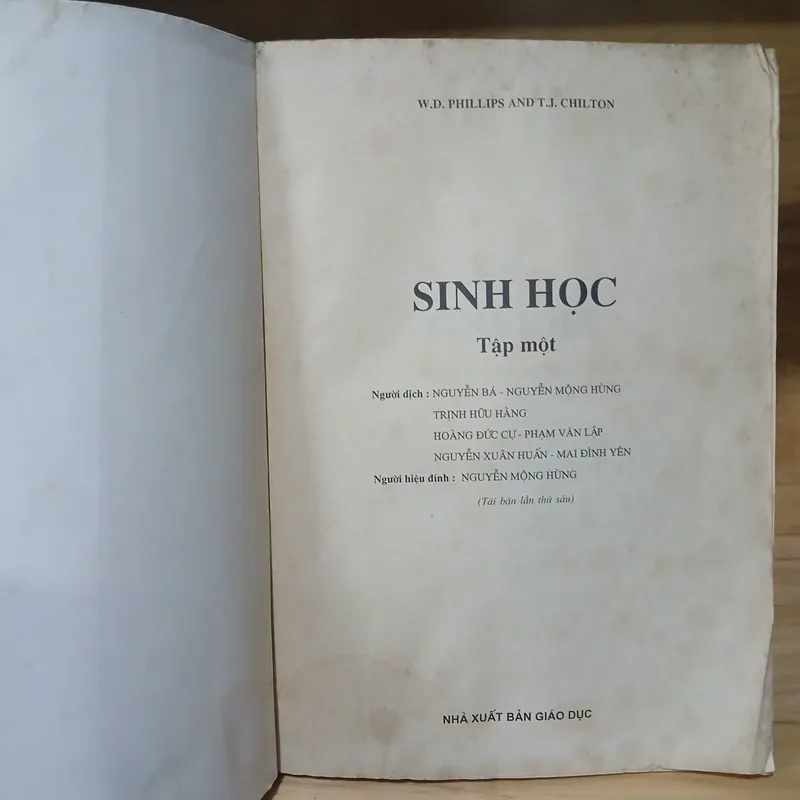 W.D. PHILLIPS AND T.J. CHILTON
SINH HỌC
Tập một
Người dịch : NGUYỄN BÁ - NGUYỄN MỘNG HÙNG
TRỊNH HỮU HẰNG
HOÀNG ĐỨC CỰ - PHẠM VĂN LẬP
NGUYỄN XUÂN HUẤN - MAI ĐÌNH YÊN
Người hiệu đính : NGUYỄN MỘNG HÙNG
(Tái bản lần thứ sáu)
NHÀ XUẤT BẢN GIÁO DỤC